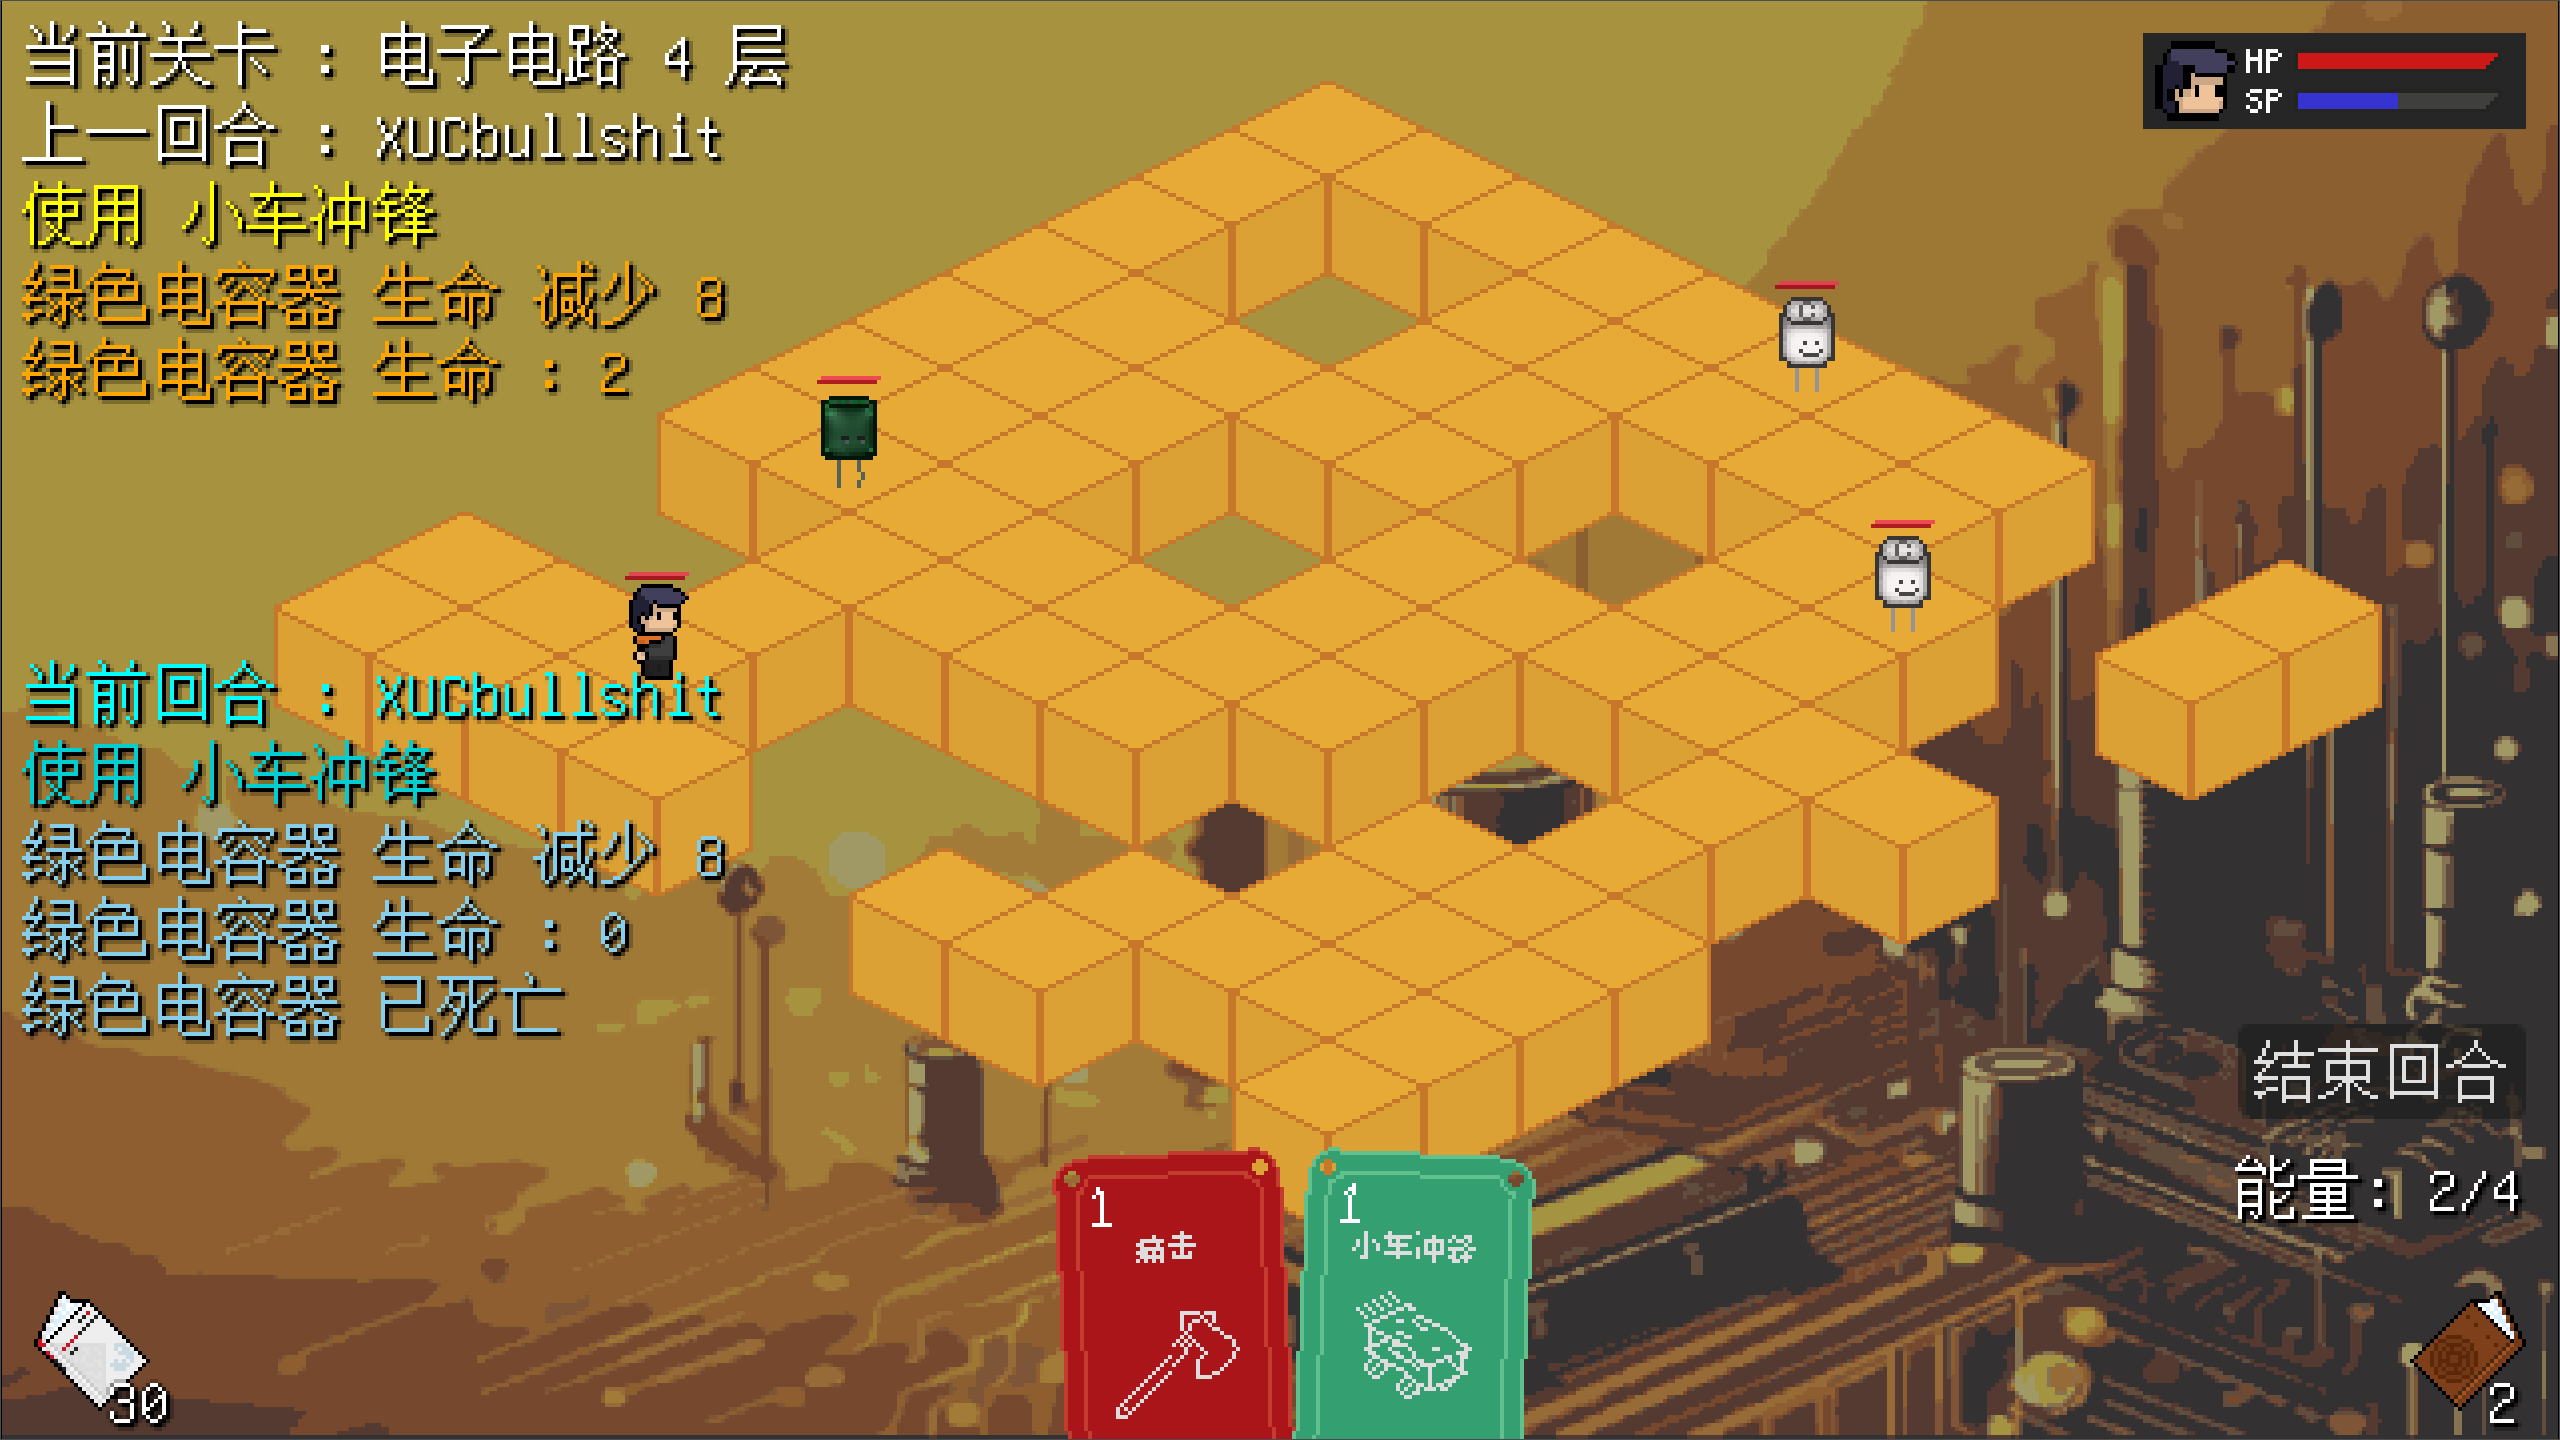 当前关卡 : 电子电路 4 层
上一回合 : XUCbullshit
使用 小车冲锋
绿色电容器 生命 减少 8
绿色电容器 生命 : 2
当前回合 : XUCbullshit
使用 小车冲锋
绿色电容器 生命 减少 8
绿色电容器 生命 : 0
绿色电容器 已死亡
HP
SP
结束回合
能量: 2/4
1
痛击
1
小车冲锋
30
2